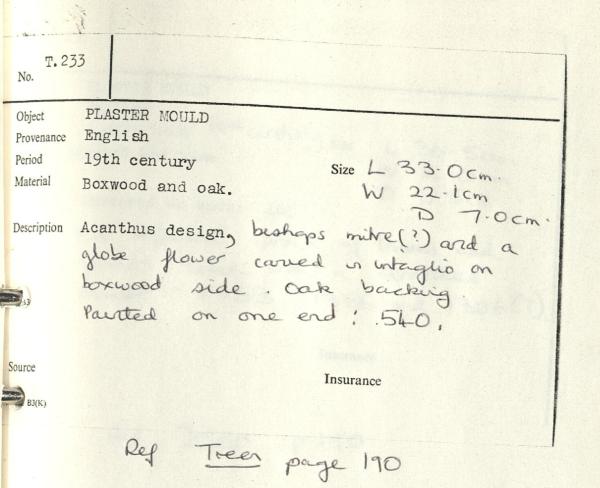 No. T.233
Object PLASTER MOULD
Provenance English
Period 19th century
Size L 33.0cm.
Material Boxwood and oak.
W 22.1cm
D 7.0cm.
Description Acanthus design, bishops mitre(?) and a
globe flower carved in intaglio on
boxwood side. Oak backing
Painted on one end: 540.
Source
Insurance
B3(K)
Ref Treen page 190